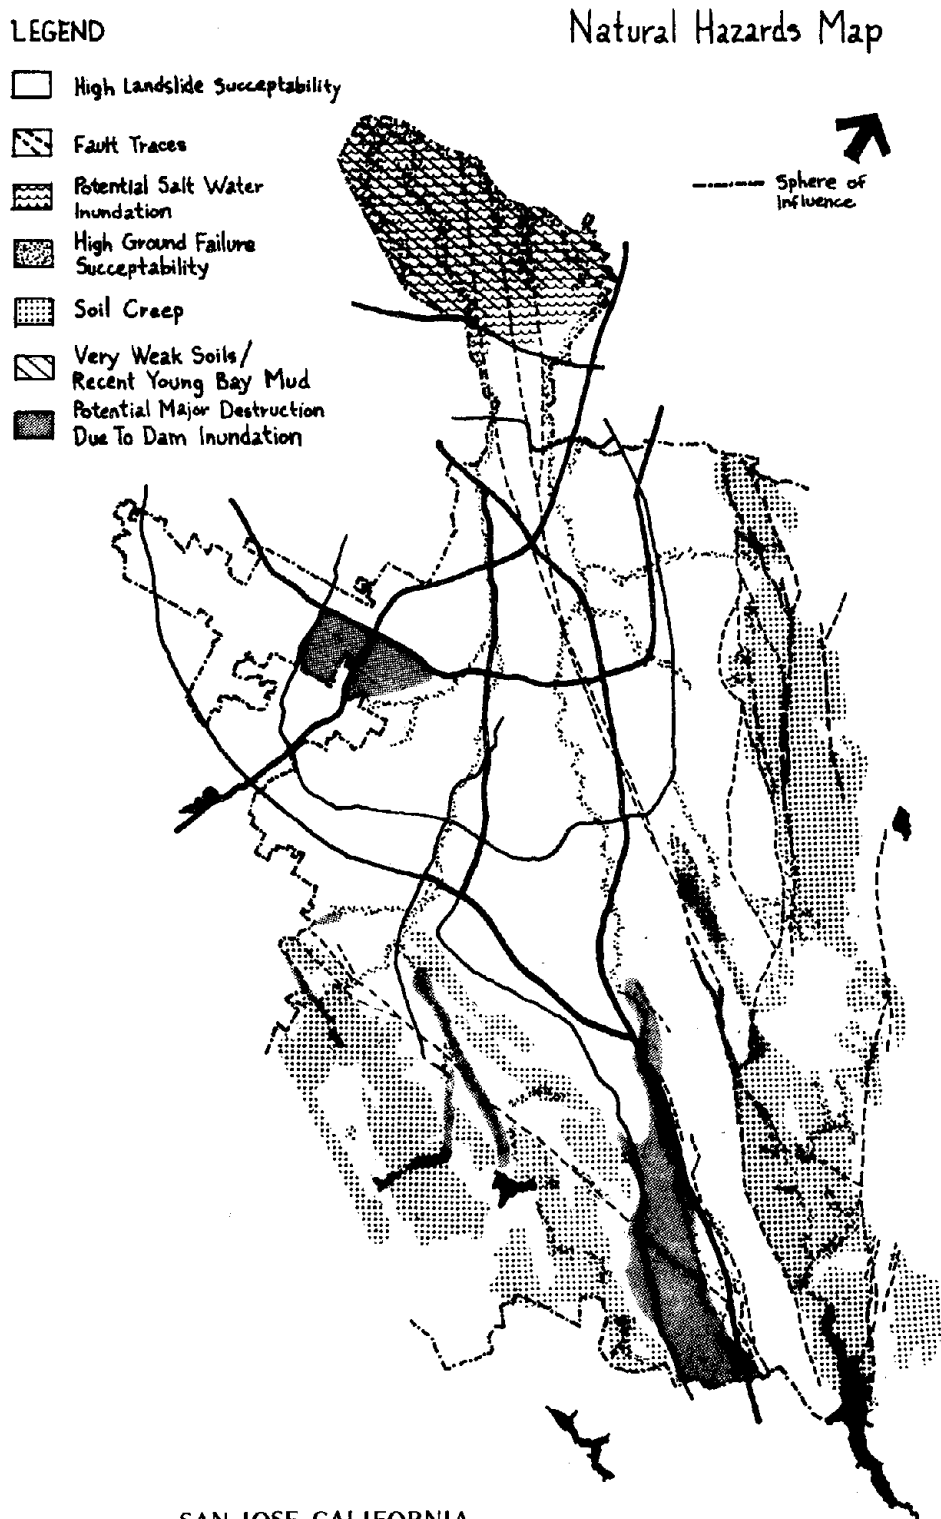 LEGEND
Natural Hazards Map
High Landslide Succeptability
Fault Traces
Potential Salt Water
Inundation
High Ground Failure
Succeptability
Soil Creep
Very Weak Soils/
Recent Young Bay Mud
Potential Major Destruction
Due To Dam Inundation
Sphere of
Influence
SAN JOSE CALIFORNIA